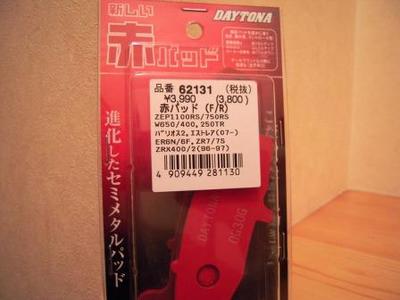 新しい
DAYTONA
赤パッド
品番 62131 (税抜)
¥3,990 (3,800)
赤パッド (F/R)
ZEP1100RS/750RS
W650/400,250TR
バリオス2,エストレア(07-)
ER6N/6F,ZR7/7S
ZRX400/2(96-97)
4 909449 281130
進化したセミメタルパッド
DAYTONA